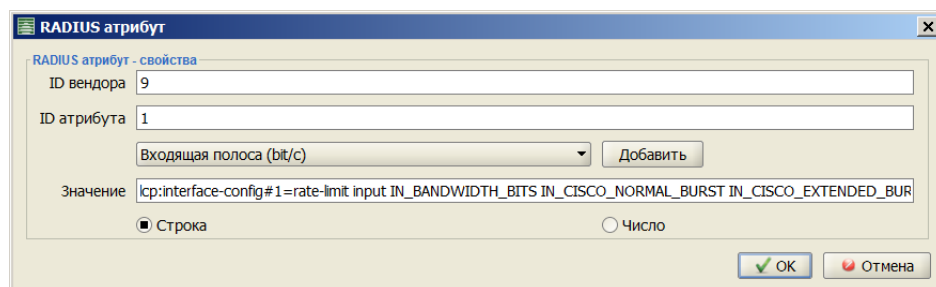 RADIUS атрибут
RADIUS атрибут - свойства
ID вендора 9
ID атрибута 1
Входящая полоса (bit/c) Добавить
Значение lcp:interface-config#1=rate-limit input IN_BANDWIDTH_BITS IN_CISCO_NORMAL_BURST IN_CISCO_EXTENDED_BUR
Строка Число
OK Отмена